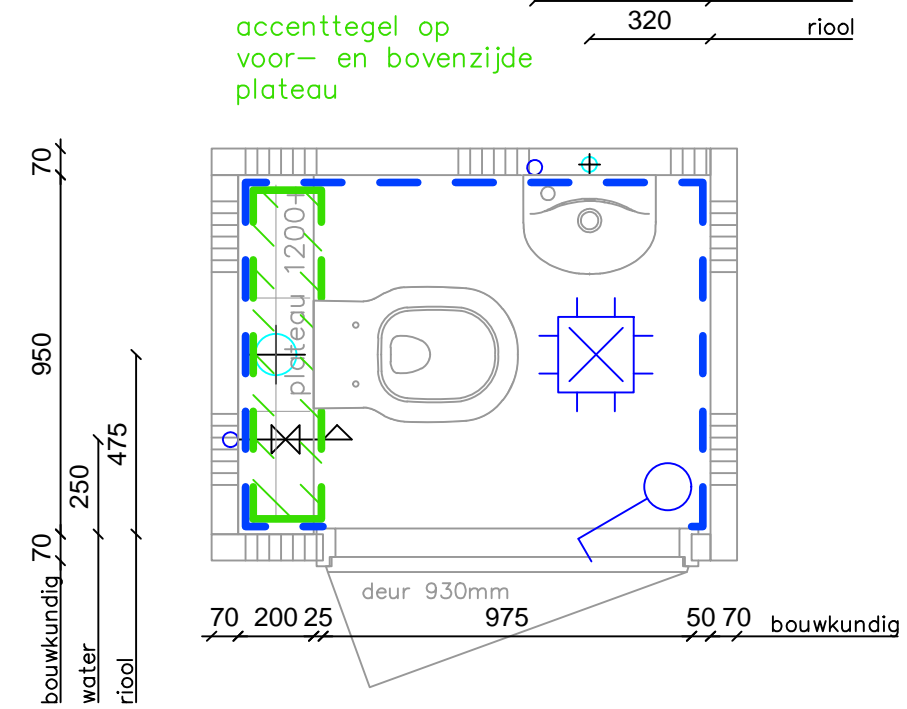 accenttegel op
voor- en bovenzijde
plateau
320
riool
70
950
70
bouwkundig
250
water
475
riool
plateau 1200+
deur 930mm
70 200 25 975 50 70 bouwkundig